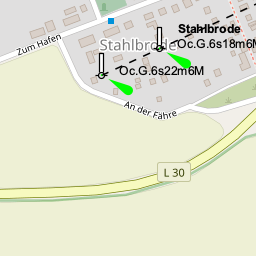 Stahlbrode
Oc.G.6s18m6M
Stahlbrode
Zum Hafen
Oc.G.6s22m6M
An der Fähre
L 30